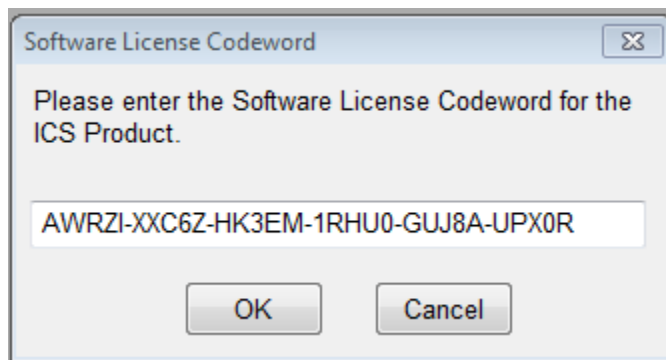 Software License Codeword
Please enter the Software License Codeword for the
ICS Product.
AWRZI-XXC6Z-HK3EM-1RHU0-GUJ8A-UPX0R
OK
Cancel